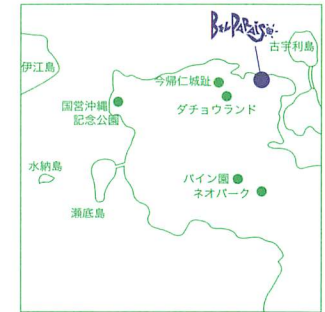 BELPARAISO
古宇利島
伊江島
今帰仁城趾
国営沖縄
記念公園
ダチョウランド
水納島
パイン園
ネオパーク
瀬底島